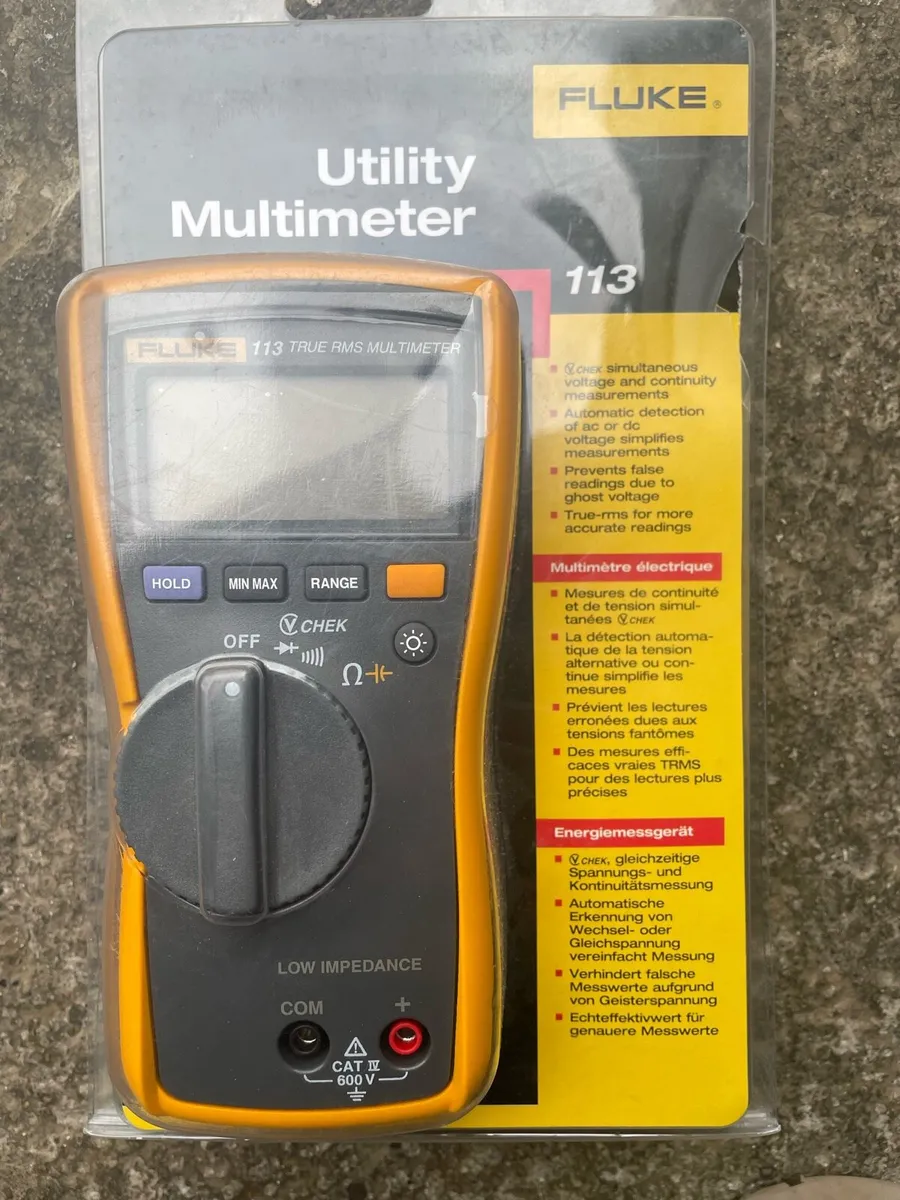 FLUKE®
Utility
Multimeter
113
FLUKE 113 TRUE RMS MULTIMETER
HOLD
MIN MAX
RANGE
OFF
V CHEK
Ω
LOW IMPEDANCE
COM
+
CAT IV
600 V
V CHEK simultaneous
voltage and continuity
measurements
Automatic detection
of ac or dc
voltage simplifies
measurements
Prevents false
readings due to
ghost voltage
True-rms for more
accurate readings
Multimètre électrique
Mesures de continuité
et de tension simul-
tanées V CHEK
La détection automa-
tique de la tension
alternative ou con-
tinue simplifie les
mesures
Prévient les lectures
erronées dues aux
tensions fantômes
Des mesures effi-
caces vraies TRMS
pour des lectures plus
précises
Energiemessgerät
V CHEK, gleichzeitige
Spannungs- und
Kontinuitätsmessung
Automatische
Erkennung von
Wechsel- oder
Gleichspannung
vereinfacht Messung
Verhindert falsche
Messwerte aufgrund
von Geisterspannung
Echteffektivwert für
genauere Messwerte